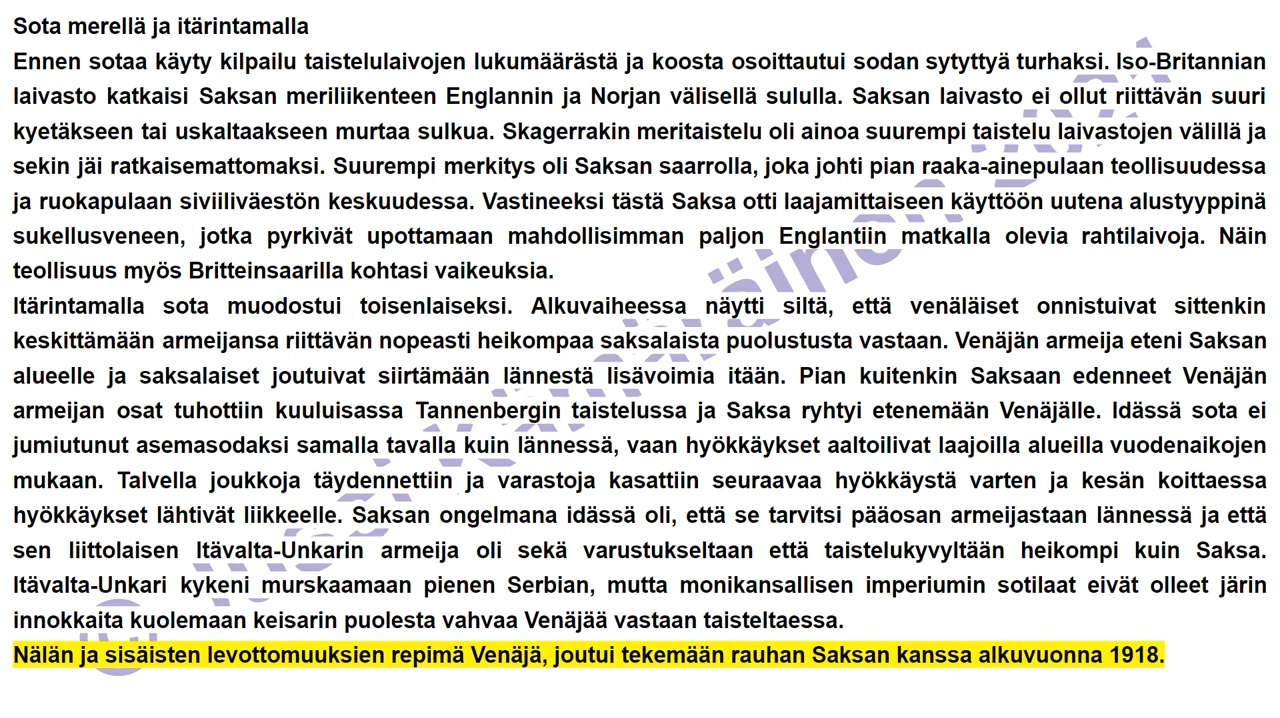 Sota merellä ja itärintamalla
Ennen sotaa käyty kilpailu taistelulaivojen lukumäärästä ja koosta osoittautui sodan sytyttyä turhaksi. Iso-Britannian
laivasto katkaisi Saksan meriliikenteen Englannin ja Norjan välisellä sululla. Saksan laivasto ei ollut riittävän suuri
kyetäkseen tai uskaltaakseen murtaa sulkua. Skagerrakin meritaistelu oli ainoa suurempi taistelu laivastojen välillä ja
sekin jäi ratkaisemattomaksi. Suurempi merkitys oli Saksan saarrolla, joka johti pian raaka-ainepulaan teollisuudessa
ja ruokapulaan siviiliväestön keskuudessa. Vastineeksi tästä Saksa otti laajamittaiseen käyttöön uutena alustyyppinä
sukellusveneen, jotka pyrkivät upottamaan mahdollisimman paljon Englantiin matkalla olevia rahtilaivoja. Näin
teollisuus myös Britteinsaarilla kohtasi vaikeuksia.
Itärintamalla sota muodostui toisenlaiseksi. Alkuvaiheessa näytti siltä, että venäläiset onnistuivat sittenkin
keskittämään armeijansa riittävän nopeasti heikompaa saksalaista puolustusta vastaan. Venäjän armeija eteni Saksan
alueelle ja saksalaiset joutuivat siirtämään lännestä lisävoimia itään. Pian kuitenkin Saksaan edenneet Venäjän
armeijan osat tuhottiin kuuluisassa Tannenbergin taistelussa ja Saksa ryhtyi etenemään Venäjälle. Idässä sota ei
jumiutunut asemasodaksi samalla tavalla kuin lännessä, vaan hyökkäykset aaltoilivat laajoilla alueilla vuodenaikojen
mukaan. Talvella joukkoja täydennettiin ja varastoja kasattiin seuraavaa hyökkäystä varten ja kesän koittaessa
hyökkäykset lähtivät liikkeelle. Saksan ongelmana idässä oli, että se tarvitsi pääosan armeijastaan lännessä ja että
sen liittolaisen Itävalta-Unkarin armeija oli sekä varustukseltaan että taistelukyvyltään heikompi kuin Saksa.
Itävalta-Unkari kykeni murskaamaan pienen Serbian, mutta monikansallisen imperiumin sotilaat eivät olleet järin
innokkaita kuolemaan keisarin puolesta vahvaa Venäjää vastaan taisteltaessa.
Nälän ja sisäisten levottomuuksien repimä Venäjä, joutui tekemään rauhan Saksan kanssa alkuvuonna 1918.